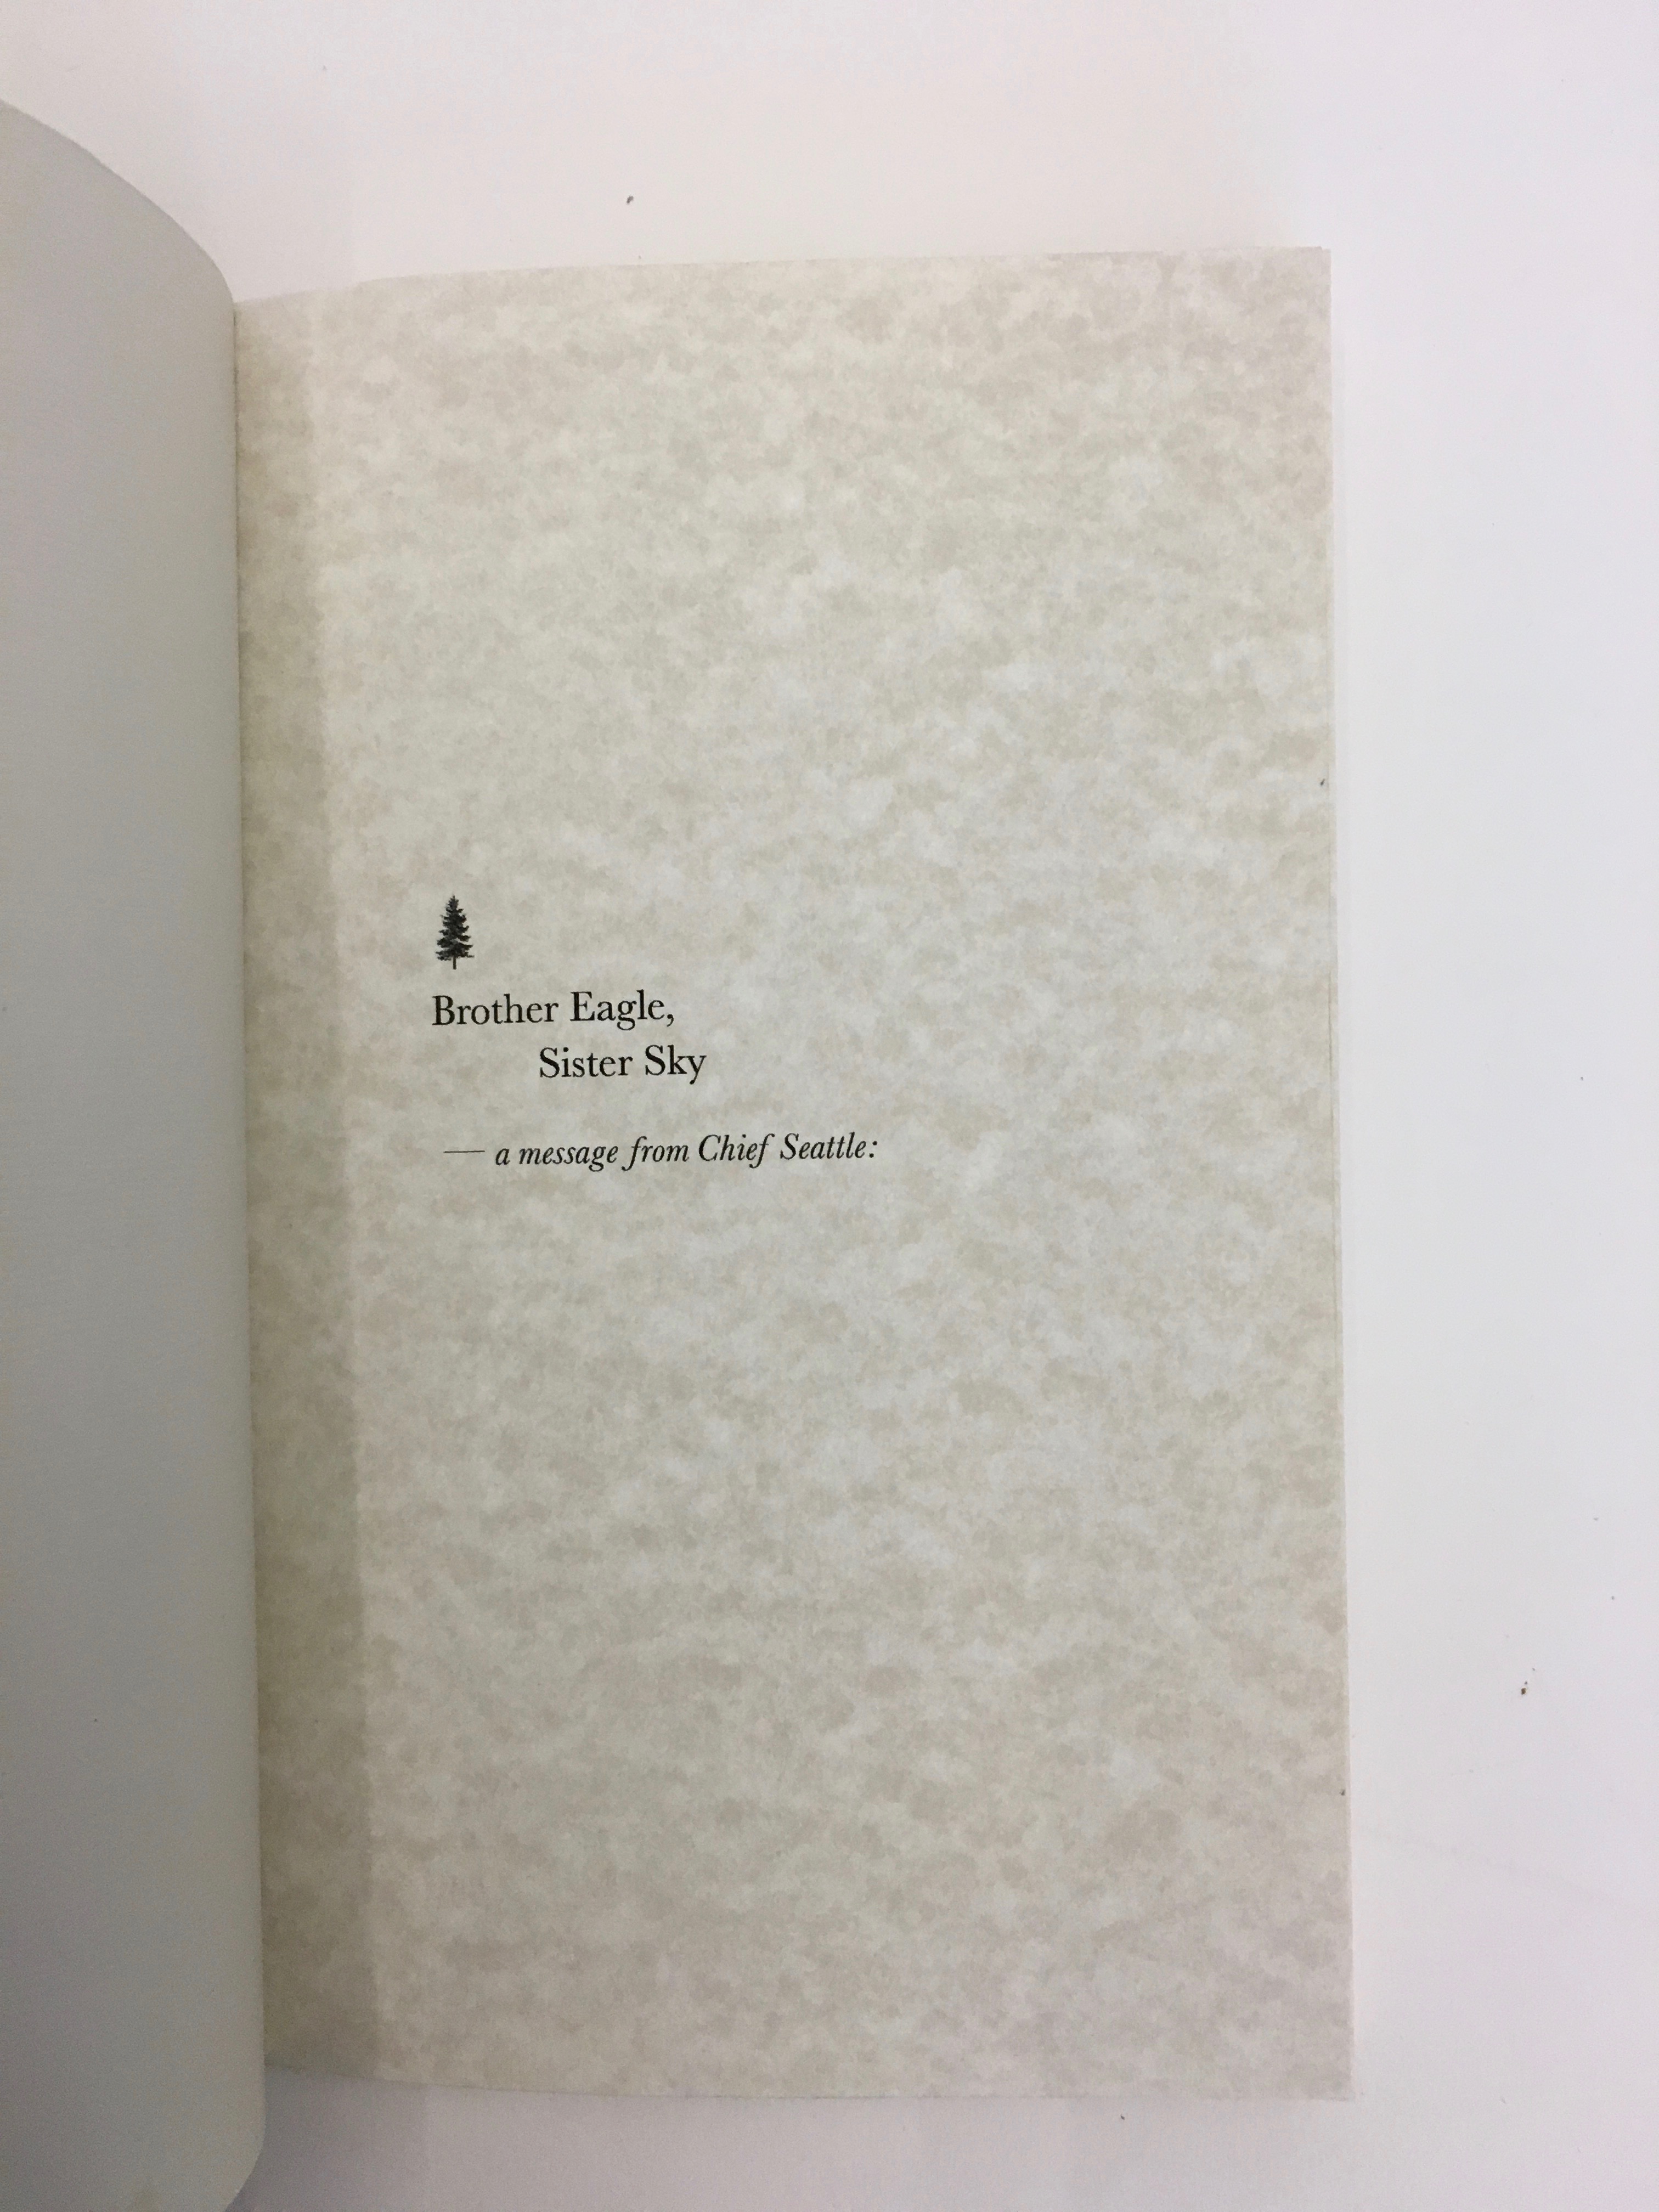 Brother Eagle,
Sister Sky
— a message from Chief Seattle: